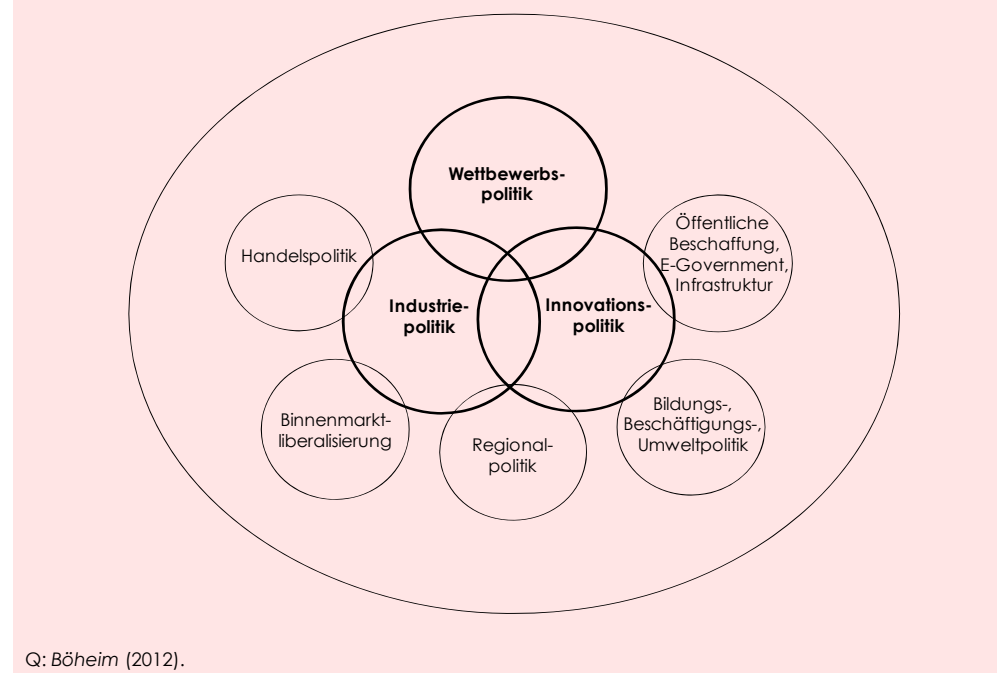 Wettbewerbs-
politik
Handelspolitik
Öffentliche
Beschaffung,
E-Government,
Infrastruktur
Industrie-
politik
Innovations-
politik
Binnenmarkt-
liberalisierung
Regional-
politik
Bildungs-,
Beschäftigungs-,
Umweltpolitik
Q: Böheim (2012).